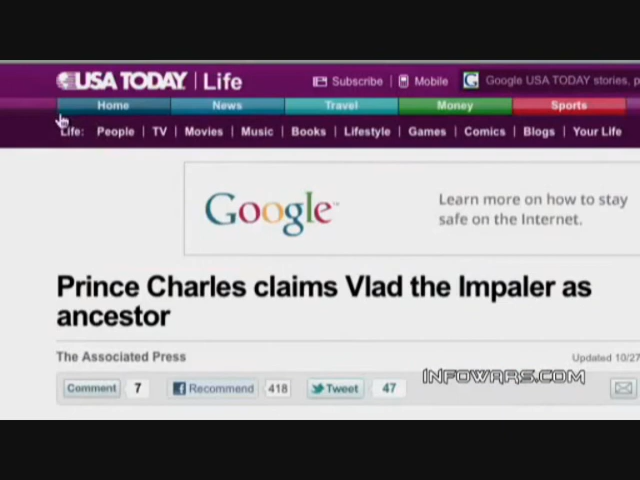 USA TODAY | Life
Subscribe | Mobile
Google USA TODAY stories, p
Home News Travel Money Sports
Life: People | TV | Movies | Music | Books | Lifestyle | Games | Comics | Blogs | Your Life
Google™
Learn more on how to stay
safe on the Internet.
Prince Charles claims Vlad the Impaler as
ancestor
The Associated Press
Updated 10/27
INFOWARS.COM
Comment 7 Recommend 418 Tweet 47